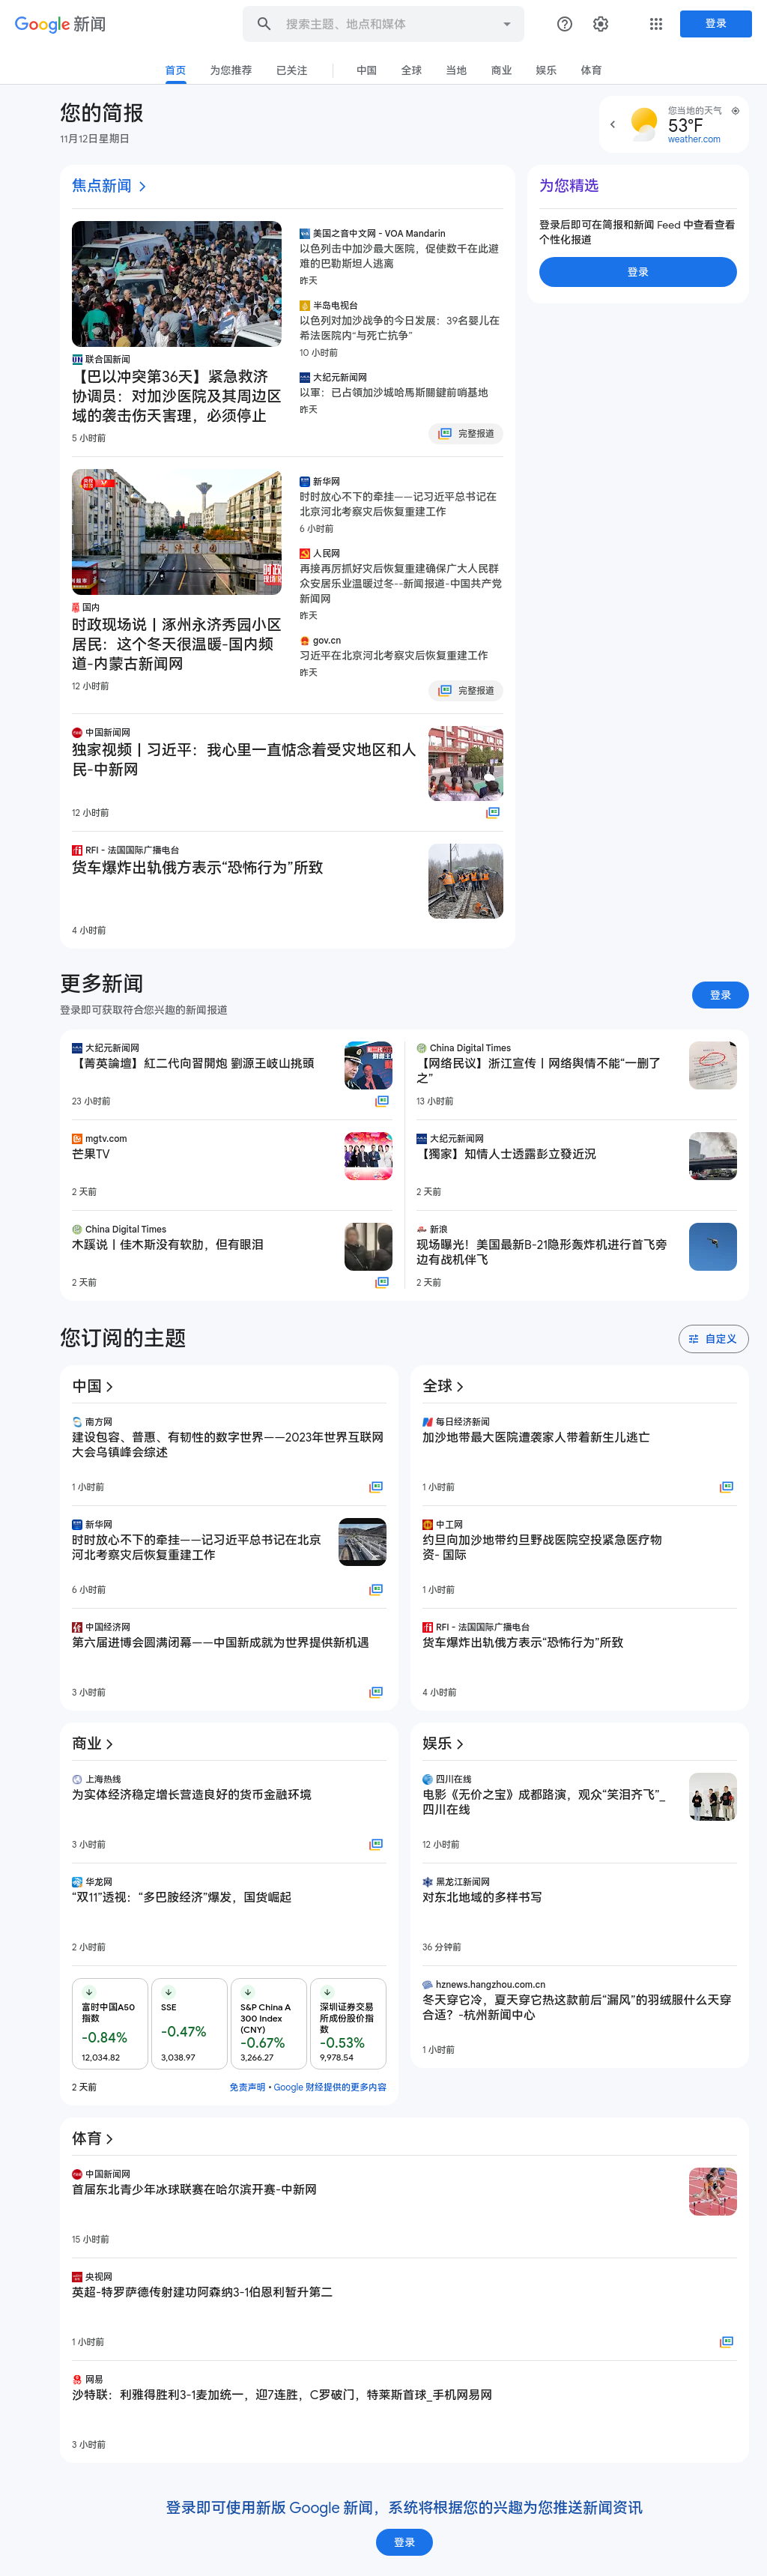 Google 新闻
搜索主题、地点和媒体
登录
首页
为您推荐
已关注
中国
全球
当地
商业
娱乐
体育
您的简报
11月12日星期日
您当地的天气
53°F
weather.com
焦点新闻
联合国新闻
【巴以冲突第36天】紧急救济
协调员：对加沙医院及其周边区
域的袭击伤天害理，必须停止
5 小时前
美国之音中文网 - VOA Mandarin
以色列击中加沙最大医院，促使数千在此避
难的巴勒斯坦人逃离
昨天
半岛电视台
以色列对加沙战争的今日发展：39名婴儿在
希法医院内“与死亡抗争”
10 小时前
大纪元新闻网
以軍：已占領加沙城哈馬斯關鍵前哨基地
昨天
完整报道
国内
时政现场说丨涿州永济秀园小区
居民：这个冬天很温暖-国内频
道-内蒙古新闻网
12 小时前
新华网
时时放心不下的牵挂——记习近平总书记在
北京河北考察灾后恢复重建工作
6 小时前
人民网
再接再厉抓好灾后恢复重建确保广大人民群
众安居乐业温暖过冬--新闻报道-中国共产党
新闻网
昨天
gov.cn
习近平在北京河北考察灾后恢复重建工作
昨天
完整报道
中国新闻网
独家视频丨习近平：我心里一直惦念着受灾地区和人
民-中新网
12 小时前
RFI - 法国国际广播电台
货车爆炸出轨俄方表示“恐怖行为”所致
4 小时前
为您精选
登录后即可在简报和新闻 Feed 中查看查看
个性化报道
登录
更多新闻
登录即可获取符合您兴趣的新闻报道
登录
大纪元新闻网
【菁英論壇】紅二代向習開炮 劉源王岐山挑頭
23 小时前
China Digital Times
【网络民议】浙江宣传丨网络舆情不能“一删了
之”
13 小时前
mgtv.com
芒果TV
2 天前
大纪元新闻网
【獨家】知情人士透露彭立發近況
2 天前
China Digital Times
木蹊说丨佳木斯没有软肋，但有眼泪
2 天前
新浪
现场曝光！美国最新B-21隐形轰炸机进行首飞旁
边有战机伴飞
2 天前
您订阅的主题
自定义
中国
南方网
建设包容、普惠、有韧性的数字世界——2023年世界互联网
大会乌镇峰会综述
1 小时前
新华网
时时放心不下的牵挂——记习近平总书记在北京
河北考察灾后恢复重建工作
6 小时前
中国经济网
第六届进博会圆满闭幕——中国新成就为世界提供新机遇
3 小时前
全球
每日经济新闻
加沙地带最大医院遭袭家人带着新生儿逃亡
1 小时前
中工网
约旦向加沙地带约旦野战医院空投紧急医疗物
资- 国际
1 小时前
RFI - 法国国际广播电台
货车爆炸出轨俄方表示“恐怖行为”所致
4 小时前
商业
上海热线
为实体经济稳定增长营造良好的货币金融环境
3 小时前
华龙网
“双11”透视：“多巴胺经济”爆发，国货崛起
2 小时前
富时中国A50
指数
-0.84%
12,034.82
SSE
-0.47%
3,038.97
S&P China A
300 Index
(CNY)
-0.67%
3,266.27
深圳证券交易
所成份股价指
数
-0.53%
9,978.54
2 天前
免责声明 • Google 财经提供的更多内容
娱乐
四川在线
电影《无价之宝》成都路演，观众“笑泪齐飞”_
四川在线
12 小时前
黑龙江新闻网
对东北地域的多样书写
36 分钟前
hznews.hangzhou.com.cn
冬天穿它冷，夏天穿它热这款前后“漏风”的羽绒服什么天穿
合适？-杭州新闻中心
1 小时前
体育
中国新闻网
首届东北青少年冰球联赛在哈尔滨开赛-中新网
15 小时前
央视网
英超-特罗萨德传射建功阿森纳3-1伯恩利暂升第二
1 小时前
网易
沙特联：利雅得胜利3-1麦加统一，迎7连胜，C罗破门，特莱斯首球_手机网易网
3 小时前
登录即可使用新版 Google 新闻，系统将根据您的兴趣为您推送新闻资讯
登录